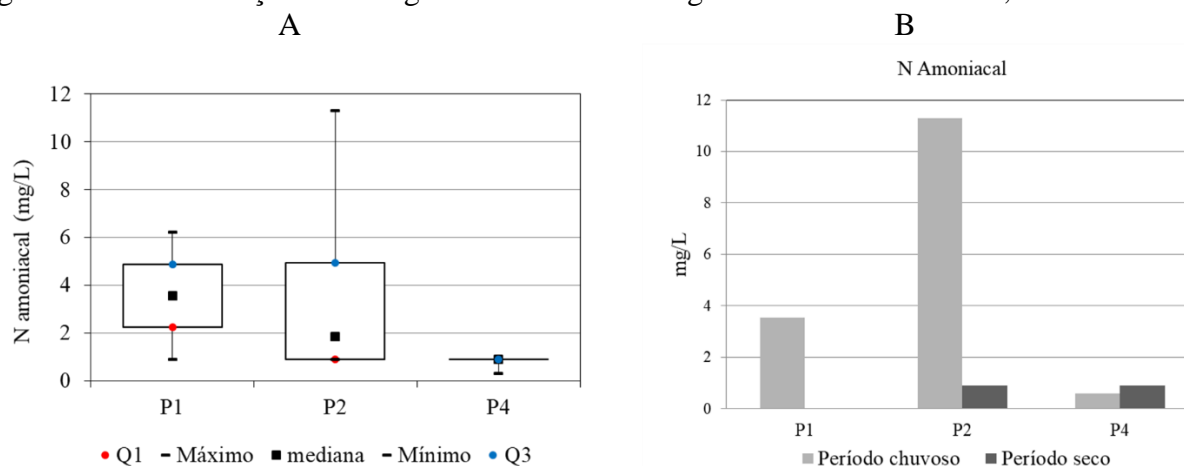 A
B
N Amoniacal
12
10
8
6
4
2
0
N amoniacal (mg/L)
P1 P2 P4
Q1 Máximo mediana Mínimo Q3
12
10
8
6
4
2
0
mg/L
P1 P2 P4
Período chuvoso Período seco